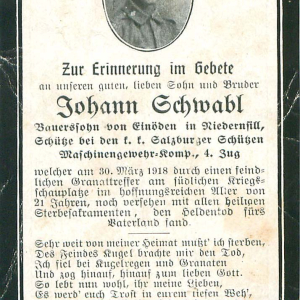 Zur Erinnerung im Gebete
an unseren guten, lieben Sohn und Bruder
Johann Schwabl
Bauerssohn von Einöden in Niedernsill,
Schütze bei den k. k. Salzburger Schützen
Maschinengewehr-Komp., 4. Zug
welcher am 30. März 1918 durch einen feind-
lichen Granattreffer am südlichen Kriegs-
schauplatze im hoffnungsreichen Alter von
21 Jahren, noch versehen mit allen heiligen
Sterbesakramenten, den Heldentod fürs
Vaterland fand.
Sehr weit von meiner Heimat mußt' ich sterben,
Des Feindes Kugel brachte mir den Tod,
Ich fiel bei Kugelregen und Granaten
Und zog hinauf, hinauf zum lieben Gott.
So lebt nun wohl, ihr meine Lieben,
Es werd' euch Trost in eurem tiefen Weh',